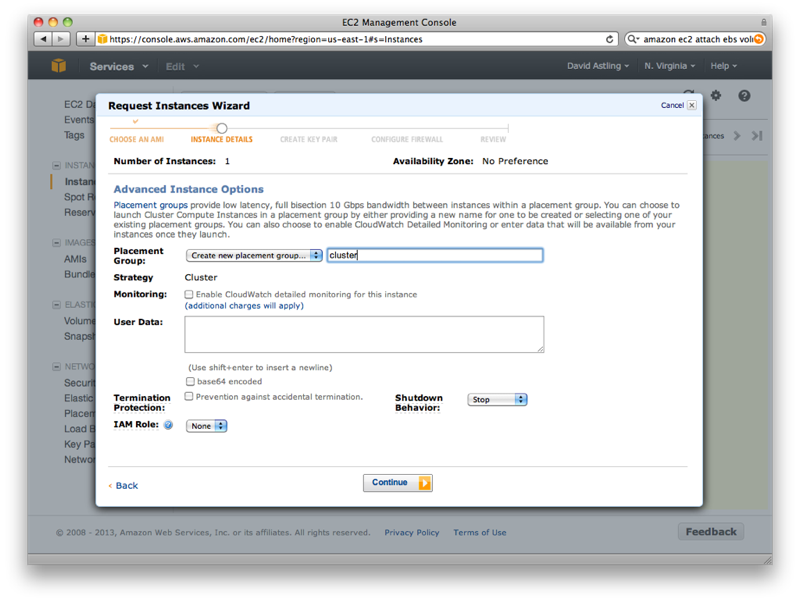 EC2 Management Console
https://console.aws.amazon.com/ec2/home?region=us-east-1#s=Instances
amazon ec2 attach ebs volu
Services
Edit
David Astling
N. Virginia
Help
EC2 Da
Events
Tags
INSTAN
Instanc
Spot R
Reserv
IMAGES
AMIs
Bundle
ELASTI
Volume
Snapsh
NETWO
Securit
Elastic
Placem
Load B
Key Pa
Networ
ances
Request Instances Wizard
Cancel
CHOOSE AN AMI
INSTANCE DETAILS
CREATE KEY PAIR
CONFIGURE FIREWALL
REVIEW
Number of Instances: 1
Availability Zone: No Preference
Advanced Instance Options
Placement groups provide low latency, full bisection 10 Gbps bandwidth between instances within a placement group. You can choose to
launch Cluster Compute Instances in a placement group by either providing a new name for one to be created or selecting one of your
existing placement groups. You can also choose to enable CloudWatch Detailed Monitoring or enter data that will be available from your
instances once they launch.
Placement
Group:
Create new placement group...
cluster
Strategy
Cluster
Monitoring:
Enable CloudWatch detailed monitoring for this instance
(additional charges will apply)
User Data:
(Use shift+enter to insert a newline)
base64 encoded
Termination
Protection:
Prevention against accidental termination.
Shutdown
Behavior:
Stop
IAM Role:
None
Back
Continue
© 2008 - 2013, Amazon Web Services, Inc. or its affiliates. All rights reserved.
Privacy Policy
Terms of Use
Feedback